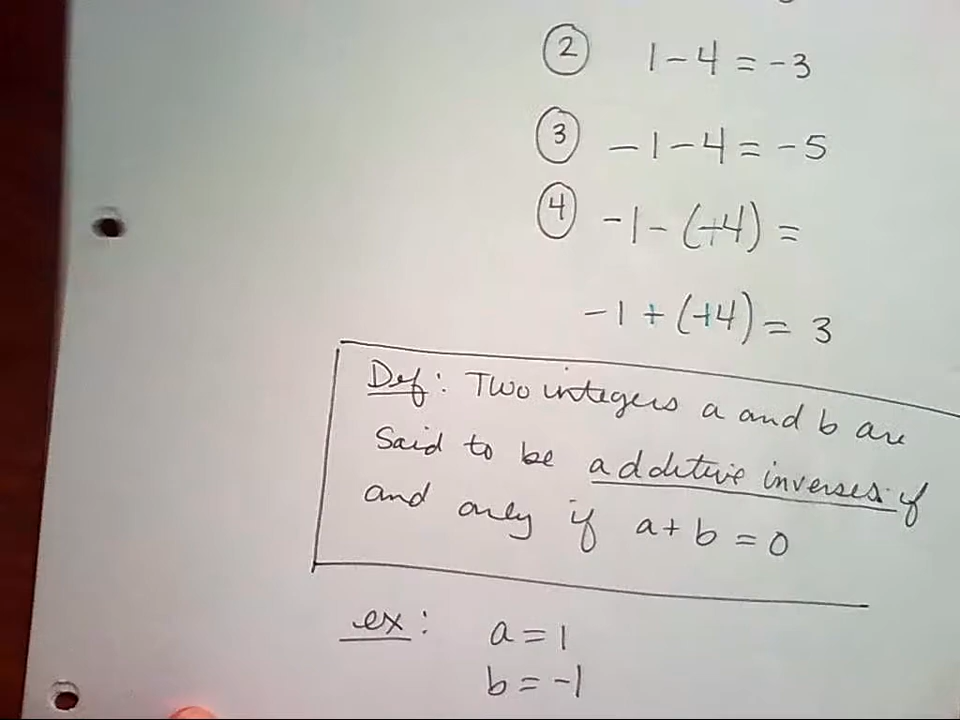 ② 1-4 = -3
③ -1-4 = -5
④ -1-(+4) =
-1+(+4) = 3
Def: Two integers a and b are
said to be additive inverses if
and only if a+b = 0
ex: a = 1
b = -1